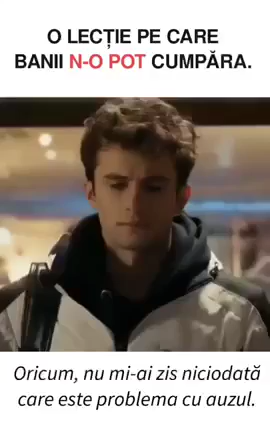 O LECȚIE PE CARE
BANII N-O POT CUMPĂRA.
Oricum, nu mi-ai zis niciodată
care este problema cu auzul.